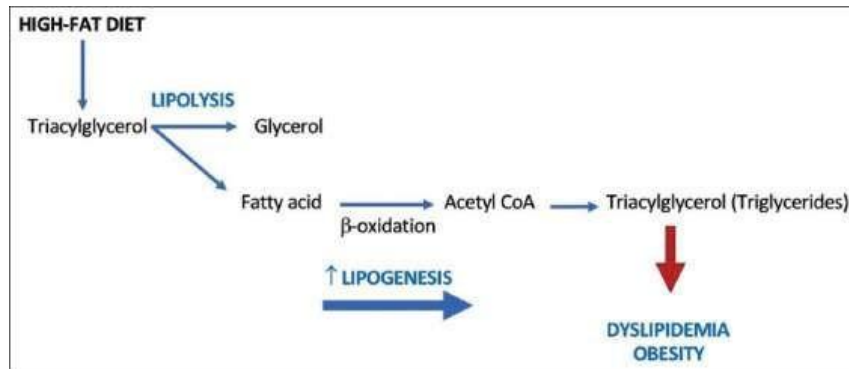 HIGH-FAT DIET
LIPOLYSIS
Triacylglycerol
Glycerol
Fatty acid
Acetyl CoA
Triacylglycerol (Triglycerides)
β-oxidation
↑ LIPOGENESIS
DYSLIPIDEMIA
OBESITY